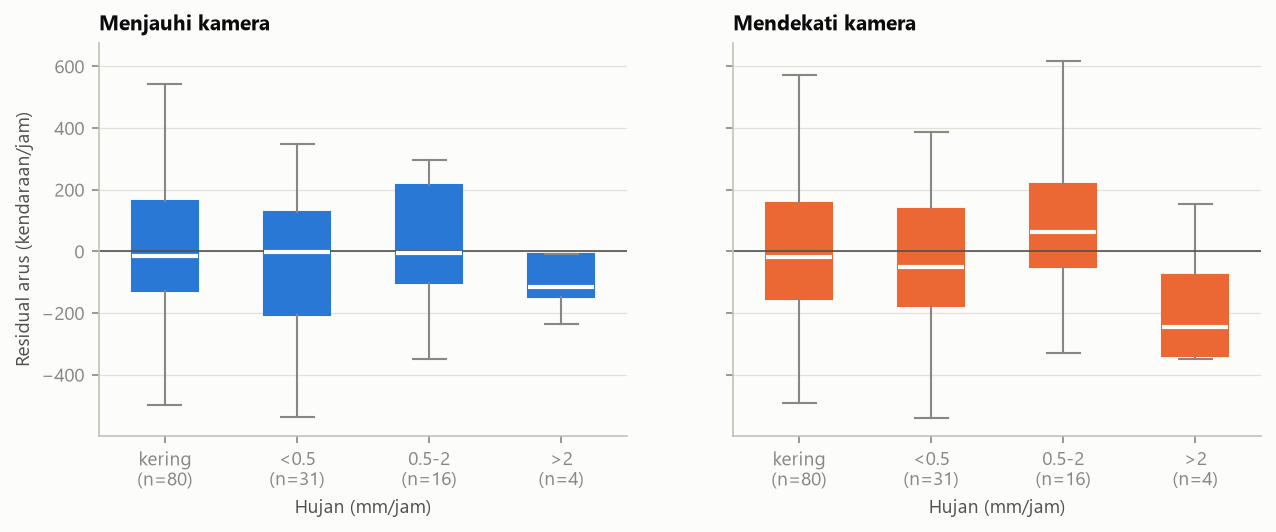 Menjauhi kamera
Residual arus (kendaraan/jam)
600
400
200
0
−200
−400
kering
(n=80)
<0.5
(n=31)
0.5-2
(n=16)
>2
(n=4)
Hujan (mm/jam)
Mendekati kamera
kering
(n=80)
<0.5
(n=31)
0.5-2
(n=16)
>2
(n=4)
Hujan (mm/jam)